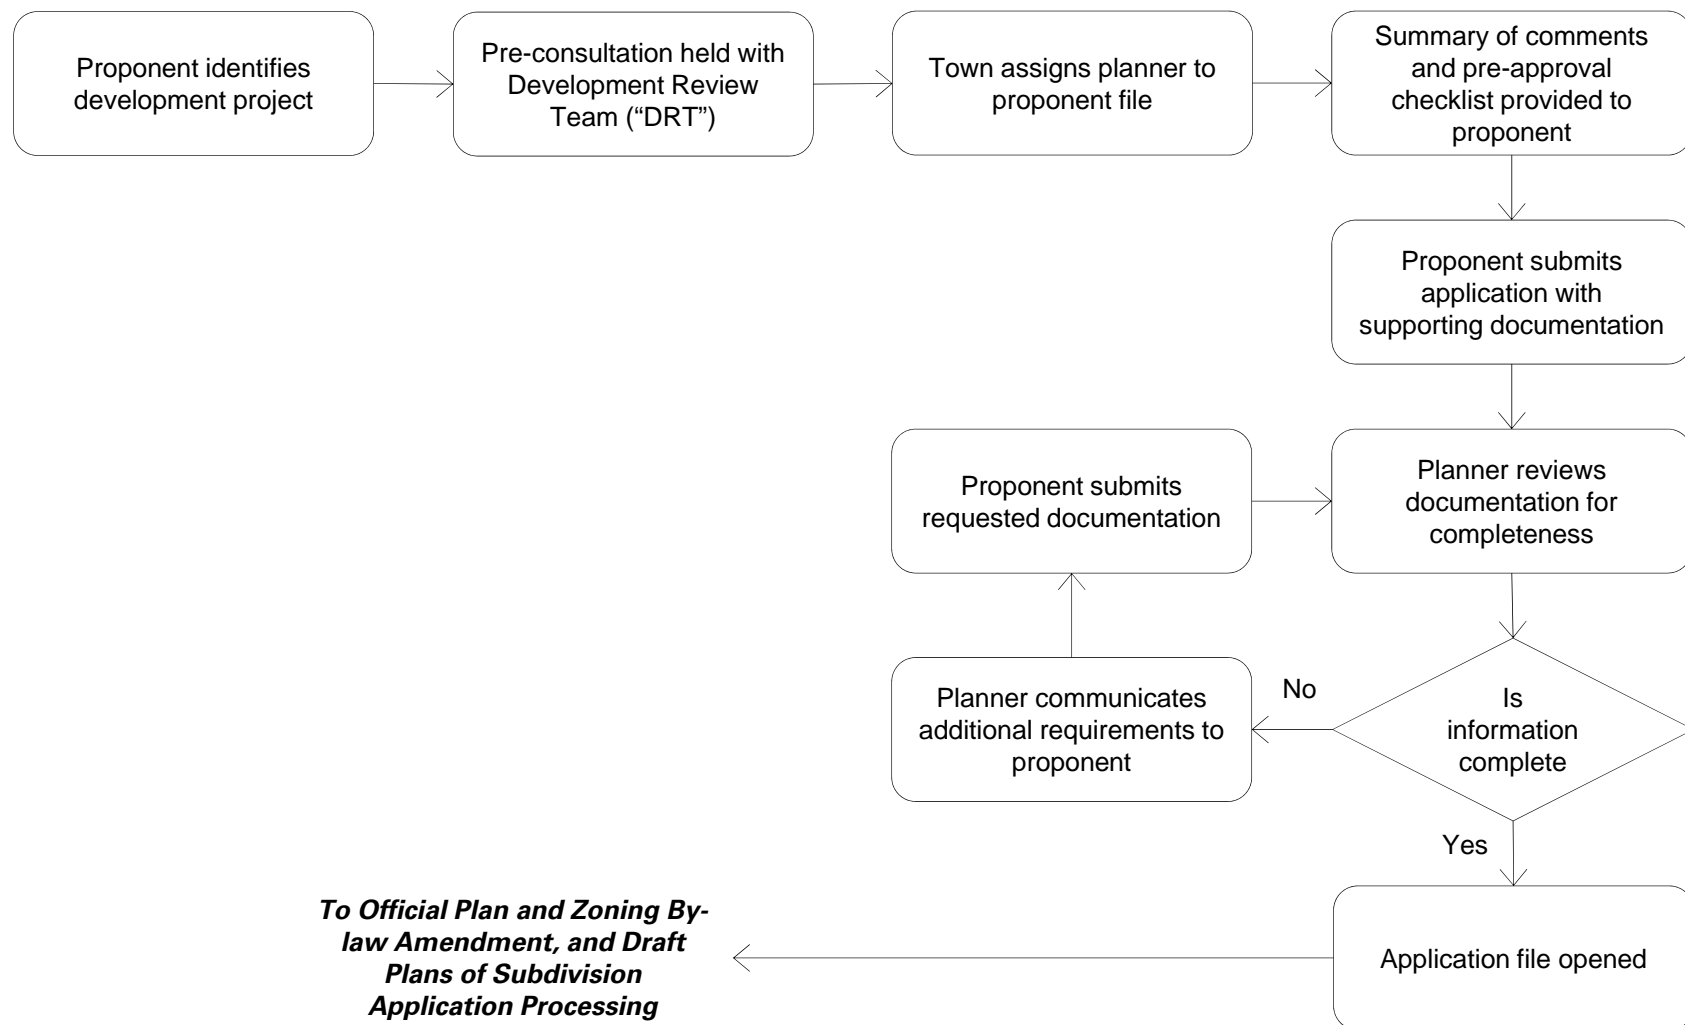 Proponent identifies
development project
Pre-consultation held with
Development Review
Team (“DRT”)
Town assigns planner to
proponent file
Summary of comments
and pre-approval
checklist provided to
proponent
Proponent submits
application with
supporting documentation
Proponent submits
requested documentation
Planner reviews
documentation for
completeness
Planner communicates
additional requirements to
proponent
No
Is
information
complete
Yes
To Official Plan and Zoning By-
law Amendment, and Draft
Plans of Subdivision
Application Processing
Application file opened